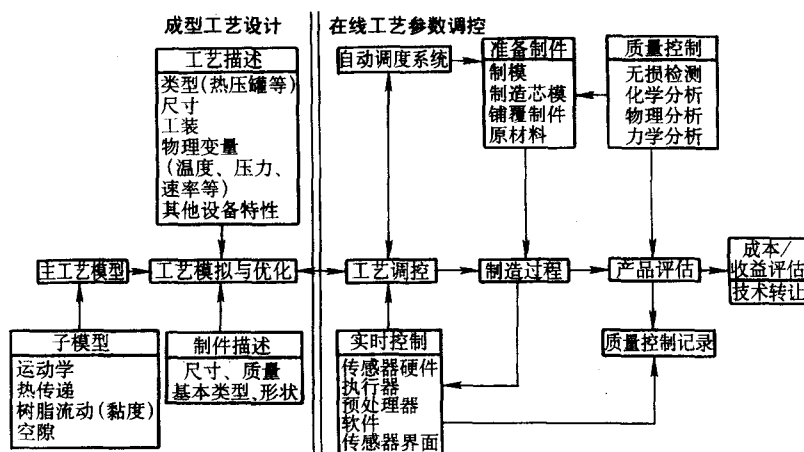 成型工艺设计
在线工艺参数调控
工艺描述
类型(热压罐等)
尺寸
工装
物理变量
(温度、压力、
速率等)
其他设备特性
自动调度系统
准备制件
制模
制造芯模
铺覆制件
原材料
质量控制
无损检测
化学分析
物理分析
力学分析
主工艺模型
工艺模拟与优化
工艺调控
制造过程
产品评估
成本/
收益评估
技术转让
子模型
运动学
热传递
树脂流动(黏度)
空隙
制件描述
尺寸、质量
基本类型、形状
实时控制
传感器硬件
执行器
预处理器
软件
传感器界面
质量控制记录